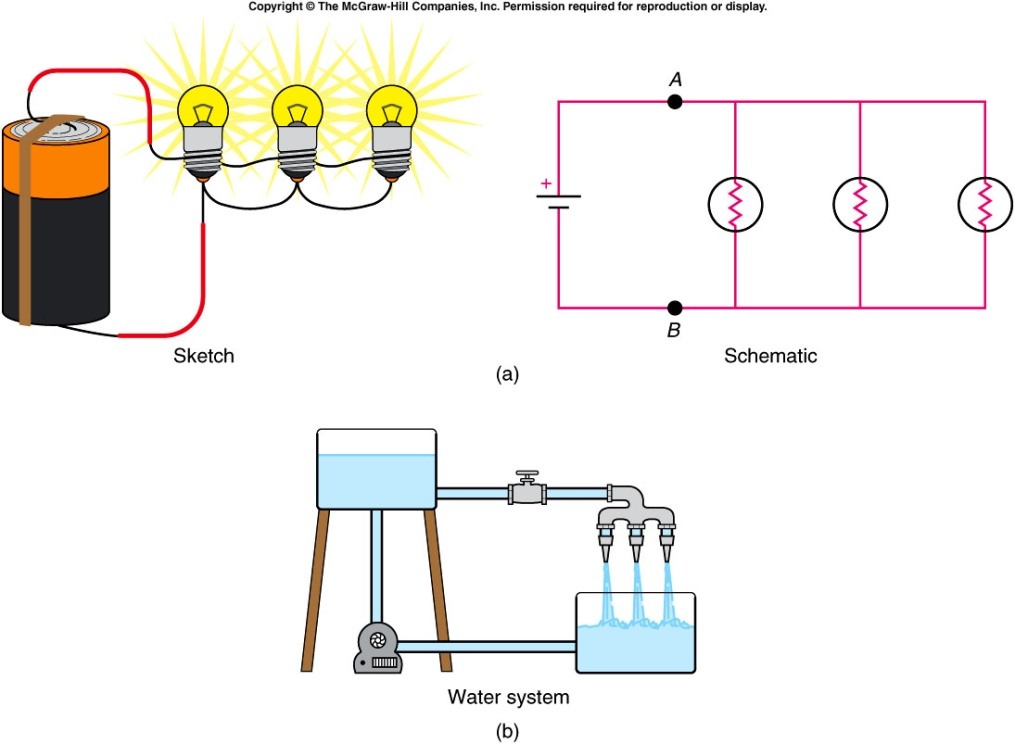 Copyright © The McGraw-Hill Companies, Inc. Permission required for reproduction or display.
A
+
B
Sketch
Schematic
(a)
Water system
(b)